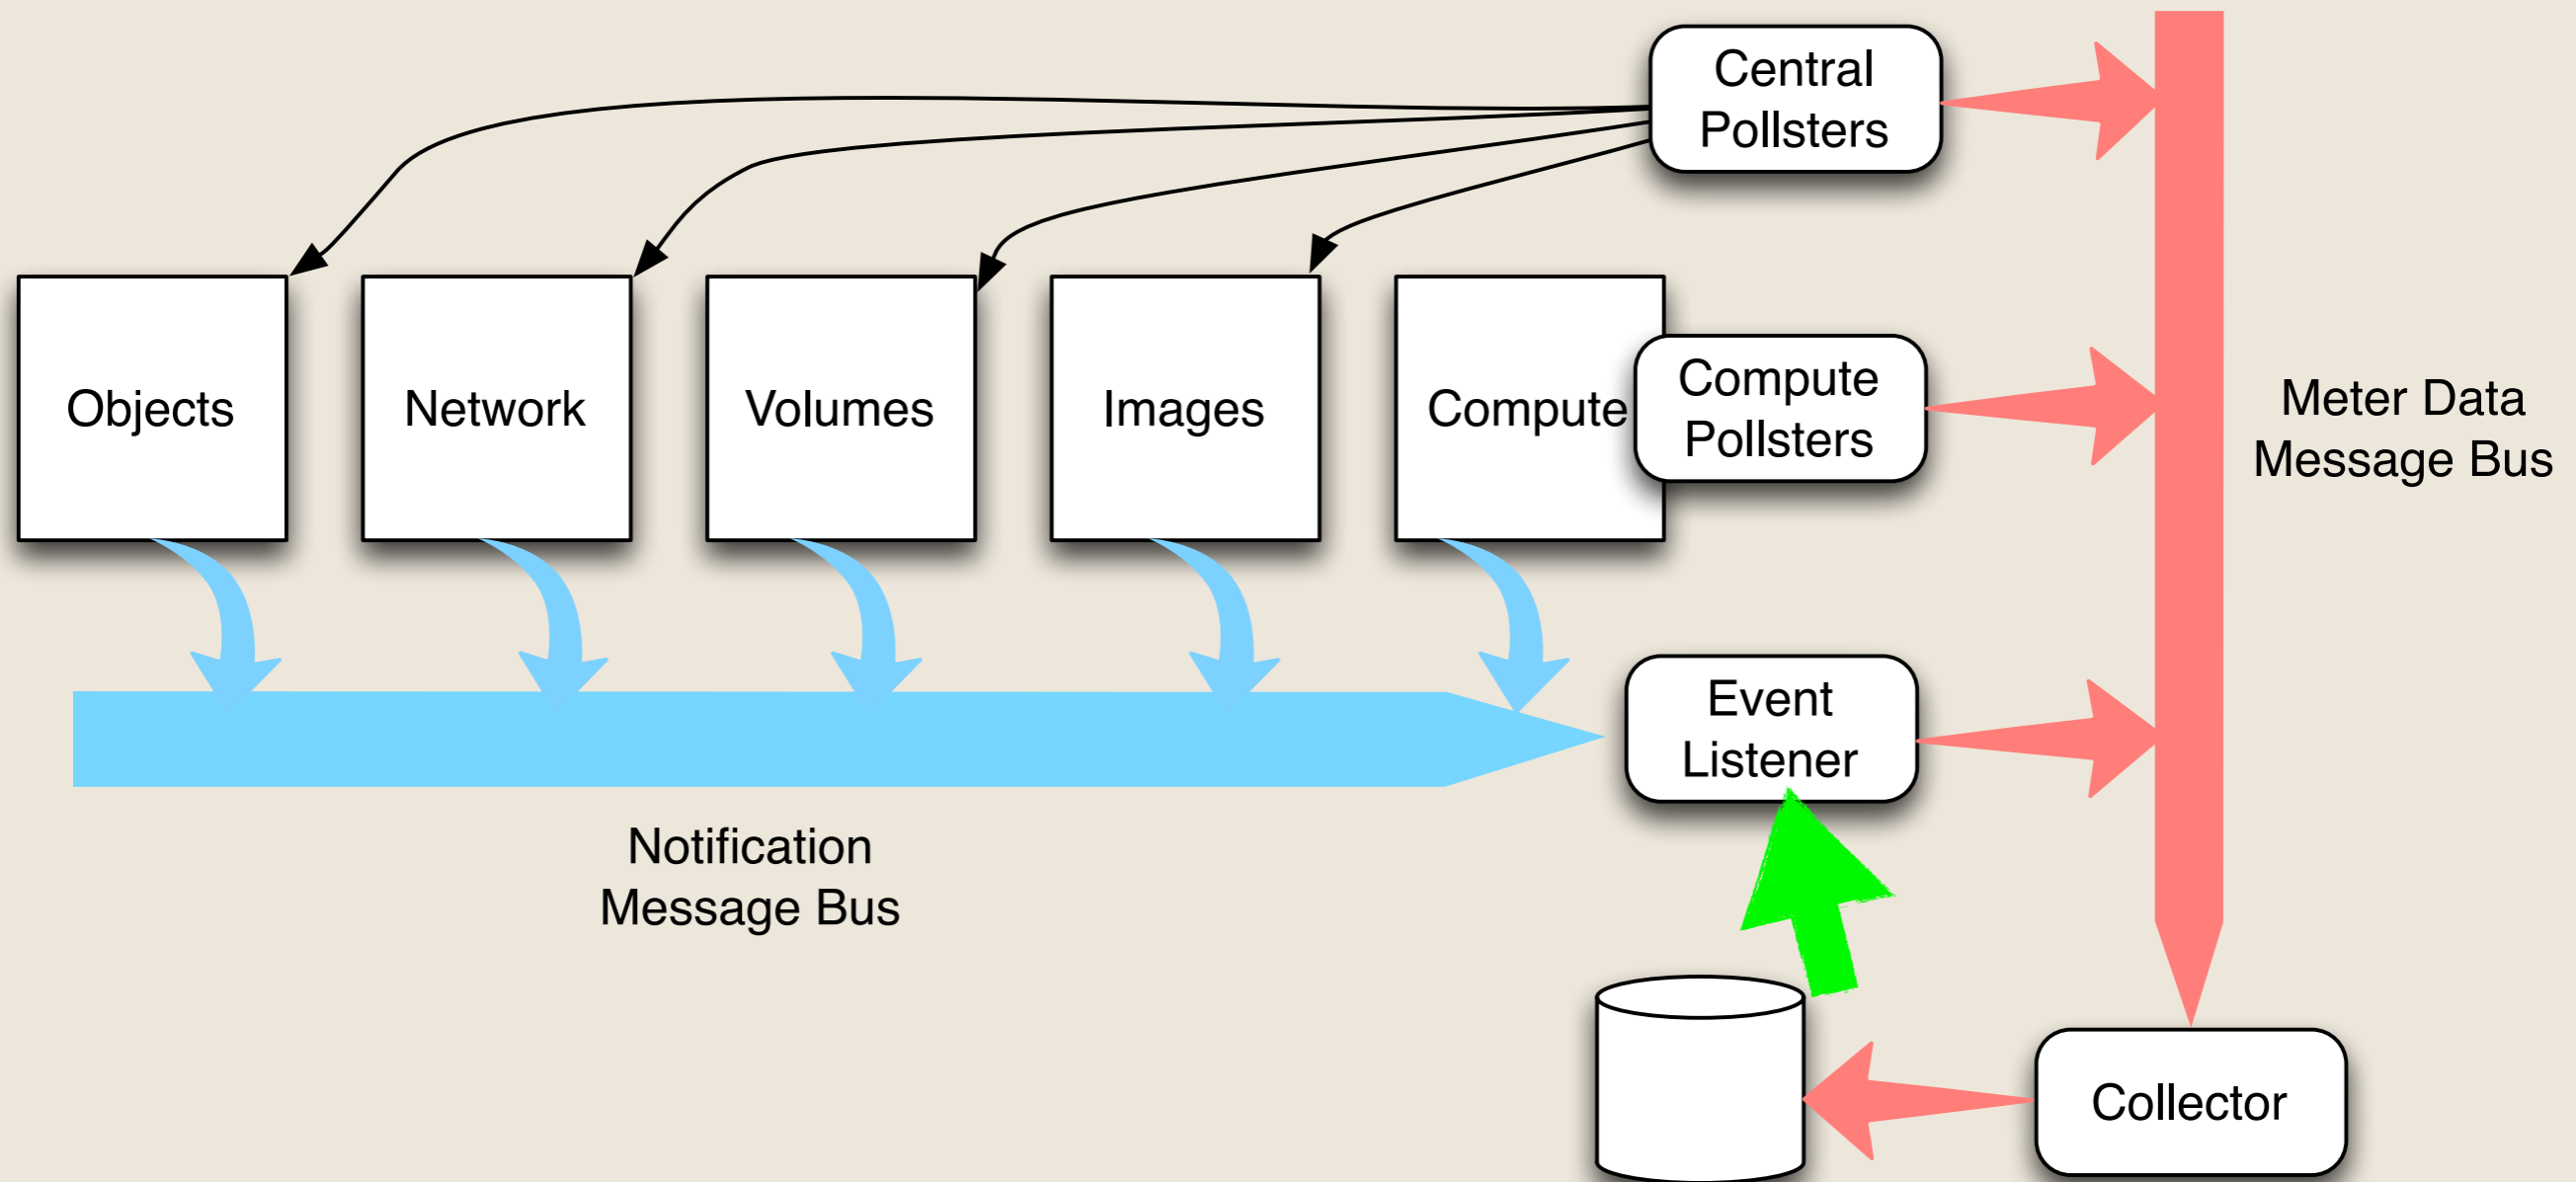 Central
Pollsters
Objects
Network
Volumes
Images
Compute
Compute
Pollsters
Meter Data
Message Bus
Event
Listener
Notification
Message Bus
Collector